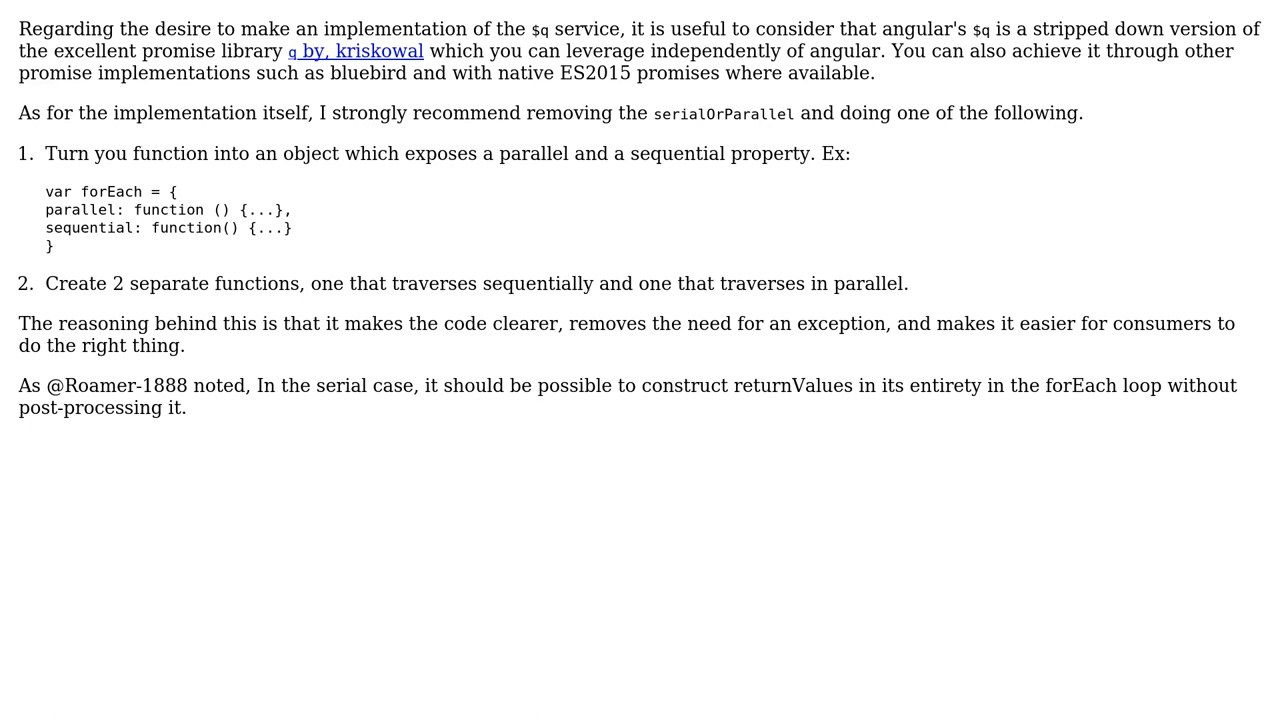 Regarding the desire to make an implementation of the $q service, it is useful to consider that angular's $q is a stripped down version of
the excellent promise library q by, kriskowal which you can leverage independently of angular. You can also achieve it through other
promise implementations such as bluebird and with native ES2015 promises where available.
As for the implementation itself, I strongly recommend removing the serialOrParallel and doing one of the following.
1. Turn you function into an object which exposes a parallel and a sequential property. Ex:
var forEach = {
parallel: function () {...},
sequential: function() {...}
}
2. Create 2 separate functions, one that traverses sequentially and one that traverses in parallel.
The reasoning behind this is that it makes the code clearer, removes the need for an exception, and makes it easier for consumers to
do the right thing.
As @Roamer-1888 noted, In the serial case, it should be possible to construct returnValues in its entirety in the forEach loop without
post-processing it.